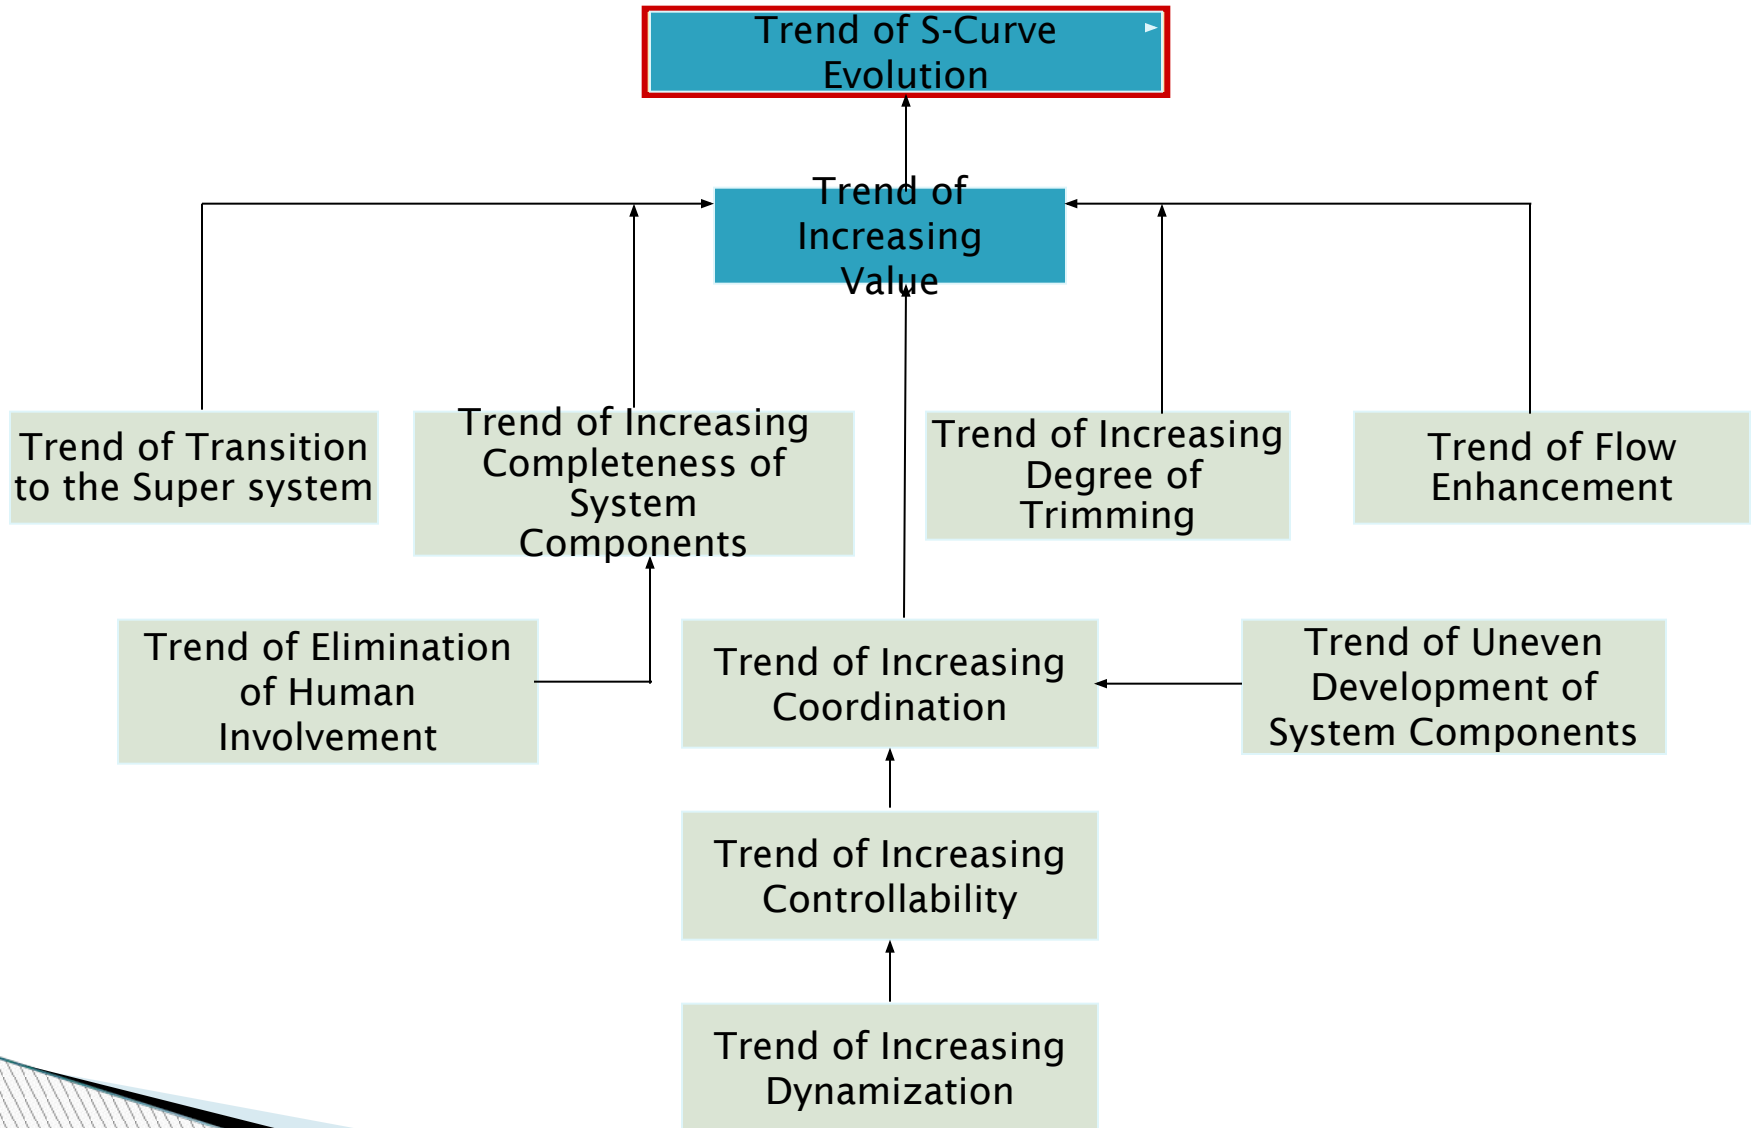 Trend of S-Curve
Evolution
Trend of
Increasing
Value
Trend of Transition
to the Super system
Trend of Increasing
Completeness of
System
Components
Trend of Increasing
Degree of
Trimming
Trend of Flow
Enhancement
Trend of Elimination
of Human
Involvement
Trend of Increasing
Coordination
Trend of Uneven
Development of
System Components
Trend of Increasing
Controllability
Trend of Increasing
Dynamization